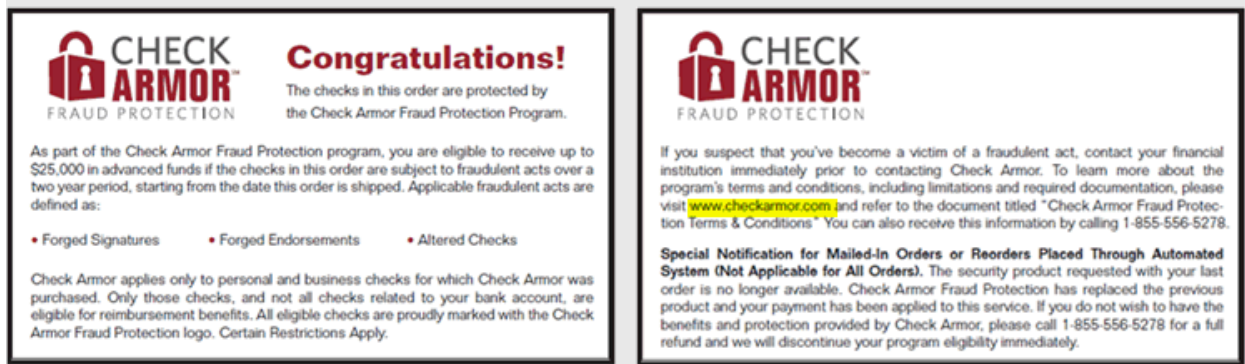 CHECK
ARMOR℠
FRAUD PROTECTION
Congratulations!
The checks in this order are protected by
the Check Armor Fraud Protection Program.
As part of the Check Armor Fraud Protection program, you are eligible to receive up to
$25,000 in advanced funds if the checks in this order are subject to fraudulent acts over a
two year period, starting from the date this order is shipped. Applicable fraudulent acts are
defined as:
• Forged Signatures • Forged Endorsements • Altered Checks
Check Armor applies only to personal and business checks for which Check Armor was
purchased. Only those checks, and not all checks related to your bank account, are
eligible for reimbursement benefits. All eligible checks are proudly marked with the Check
Armor Fraud Protection logo. Certain Restrictions Apply.
CHECK
ARMOR℠
FRAUD PROTECTION
If you suspect that you've become a victim of a fraudulent act, contact your financial
institution immediately prior to contacting Check Armor. To learn more about the
program's terms and conditions, including limitations and required documentation, please
visit www.checkarmor.com and refer to the document titled "Check Armor Fraud Protec-
tion Terms & Conditions" You can also receive this information by calling 1-855-556-5278.
Special Notification for Mailed-In Orders or Reorders Placed Through Automated
System (Not Applicable for All Orders). The security product requested with your last
order is no longer available. Check Armor Fraud Protection has replaced the previous
product and your payment has been applied to this service. If you do not wish to have the
benefits and protection provided by Check Armor, please call 1-855-556-5278 for a full
refund and we will discontinue your program eligibility immediately.